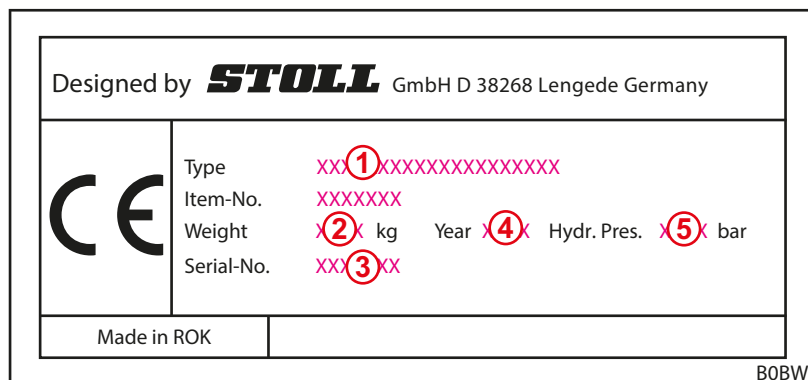 Designed by STOLL GmbH D 38268 Lengede Germany
CE
Type XXX①XXXXXXXXXXXXXXX
Item-No. XXXXXXX
Weight X②X kg Year X④X Hydr. Pres. X⑤X bar
Serial-No. XXX③XX
Made in ROK
B0BW